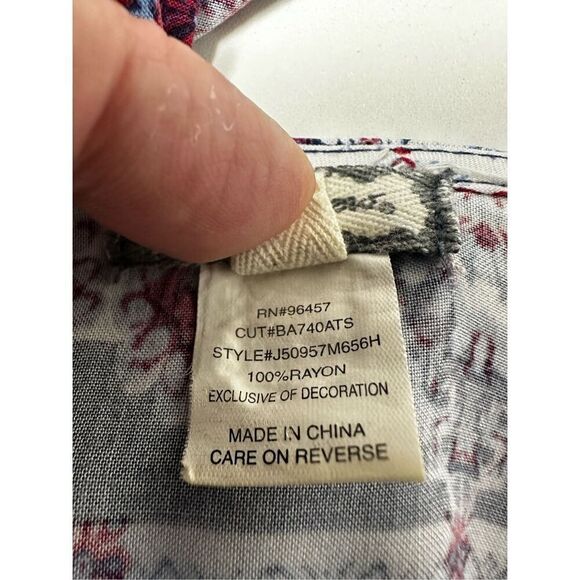 RN#96457
CUT#BA740ATS
STYLE#J50957M656H
100%RAYON
EXCLUSIVE OF DECORATION
MADE IN CHINA
CARE ON REVERSE